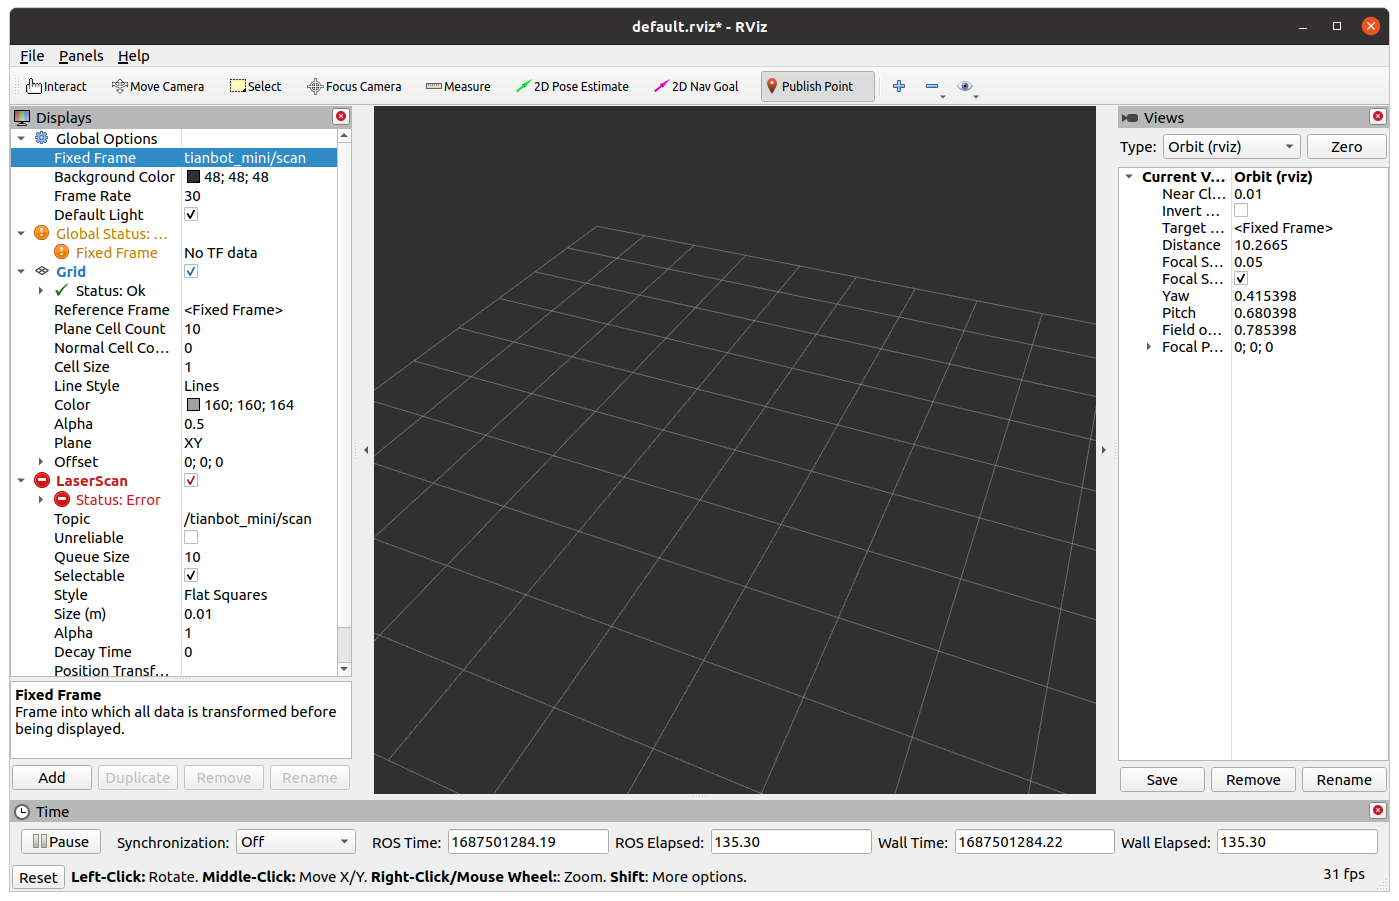 default.rviz* - RViz
File Panels Help
Interact Move Camera Select Focus Camera Measure 2D Pose Estimate 2D Nav Goal Publish Point
Displays
Global Options
Fixed Frame tianbot_mini/scan
Background Color 48; 48; 48
Frame Rate 30
Default Light
Global Status: ...
Fixed Frame No TF data
Grid
Status: Ok
Reference Frame <Fixed Frame>
Plane Cell Count 10
Normal Cell Co... 0
Cell Size 1
Line Style Lines
Color 160; 160; 164
Alpha 0.5
Plane XY
Offset 0; 0; 0
LaserScan
Status: Error
Topic /tianbot_mini/scan
Unreliable
Queue Size 10
Selectable
Style Flat Squares
Size (m) 0.01
Alpha 1
Decay Time 0
Position Transf...
Fixed Frame
Frame into which all data is transformed before
being displayed.
Add Duplicate Remove Rename
Views
Type: Orbit (rviz) Zero
Current V... Orbit (rviz)
Near Cl... 0.01
Invert ...
Target ... <Fixed Frame>
Distance 10.2665
Focal S... 0.05
Focal S...
Yaw 0.415398
Pitch 0.680398
Field o... 0.785398
Focal P... 0; 0; 0
Save Remove Rename
Time
Pause Synchronization: Off ROS Time: 1687501284.19 ROS Elapsed: 135.30 Wall Time: 1687501284.22 Wall Elapsed: 135.30
Reset Left-Click: Rotate. Middle-Click: Move X/Y. Right-Click/Mouse Wheel:: Zoom. Shift: More options. 31 fps